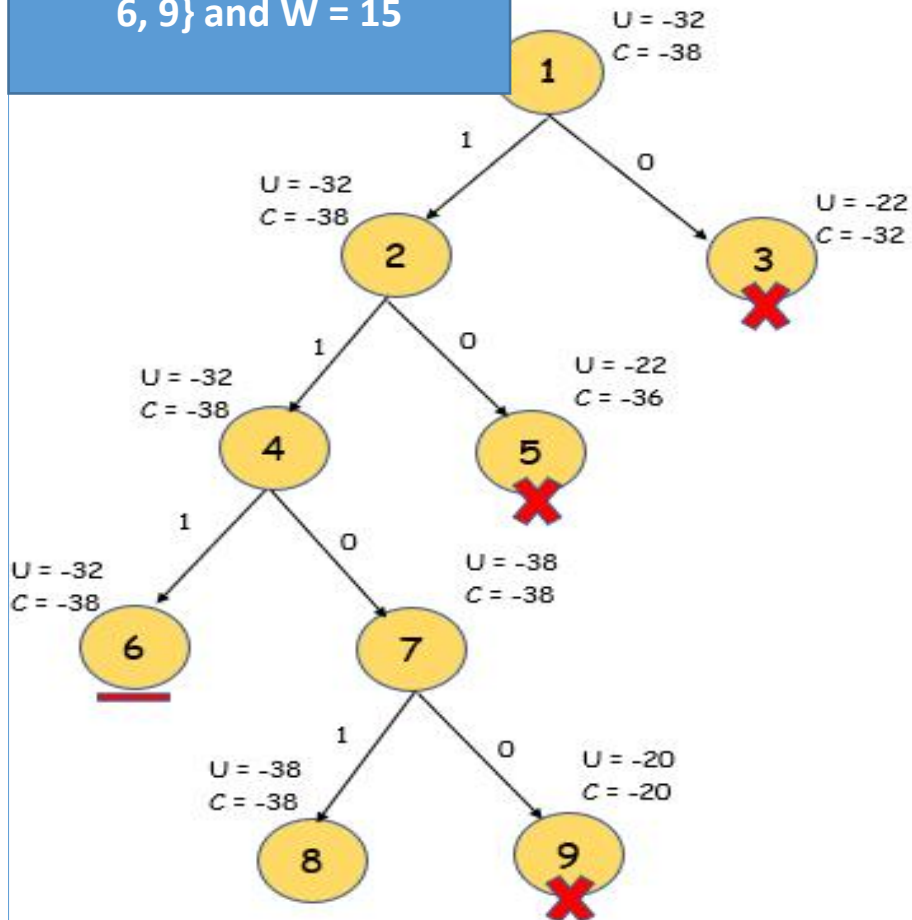 6, 9} and W = 15
U = -32
C = -38
1
1
0
U = -32
C = -38
2
U = -22
C = -32
3
1
0
U = -32
C = -38
4
U = -22
C = -36
5
1
0
U = -32
C = -38
6
U = -38
C = -38
7
1
0
U = -38
C = -38
8
U = -20
C = -20
9